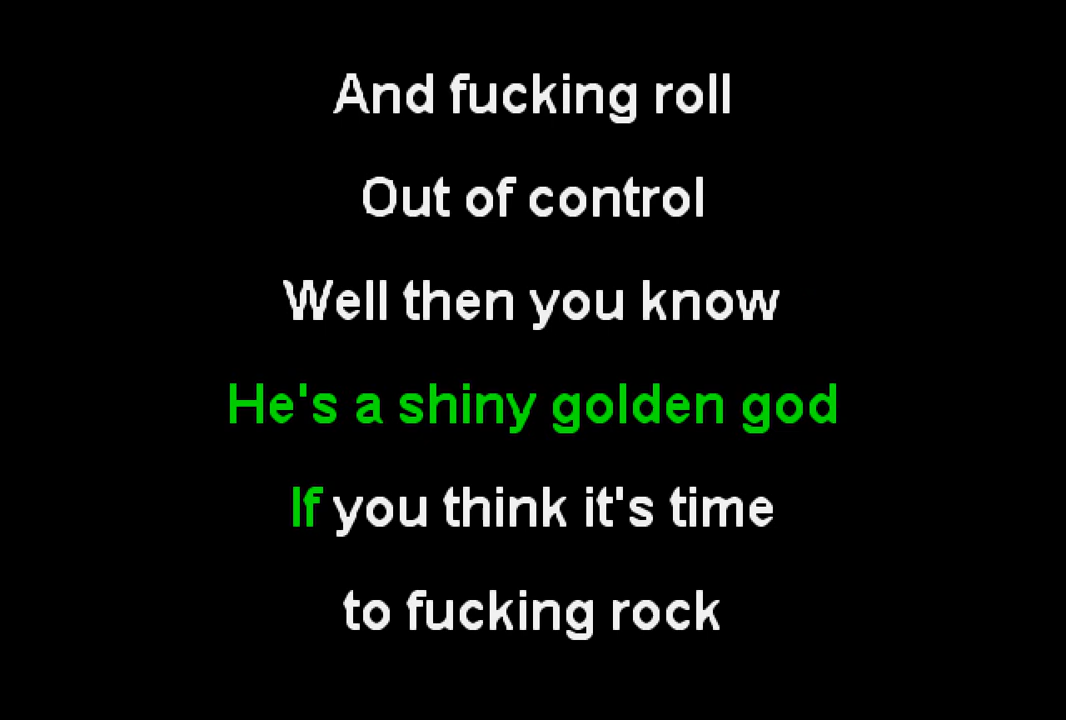 And fucking roll
Out of control
Well then you know
He's a shiny golden god
If you think it's time
to fucking rock